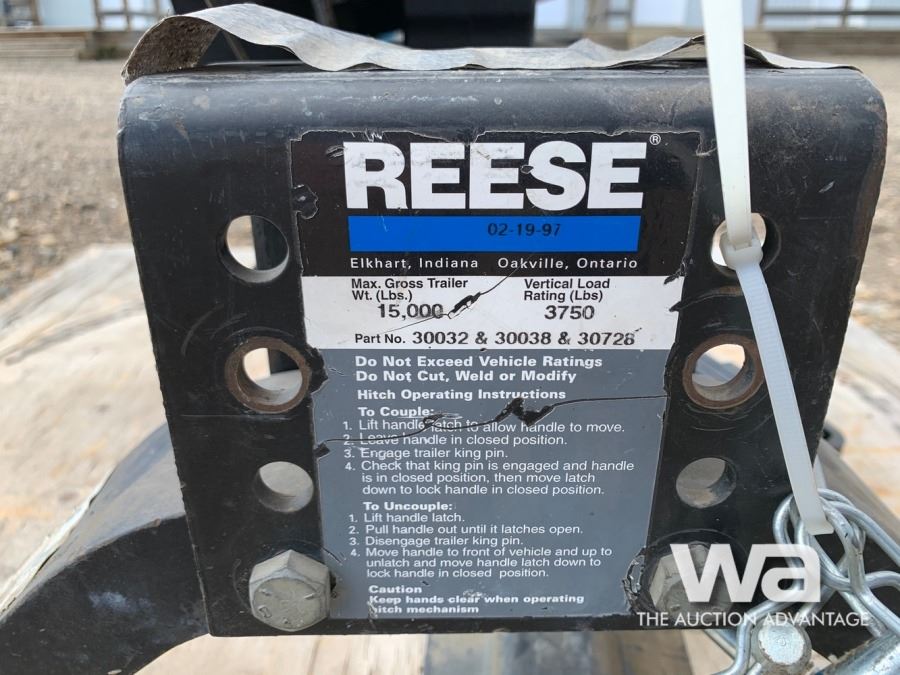 REESE®
02-19-97
Elkhart, Indiana Oakville, Ontario
Max. Gross Trailer Wt. (Lbs.)
15,000
Vertical Load Rating (Lbs)
3750
Part No. 30032 & 30038 & 30728
Do Not Exceed Vehicle Ratings
Do Not Cut, Weld or Modify
Hitch Operating Instructions
To Couple:
1. Lift handle latch to allow handle to move.
2. Leave handle in closed position.
3. Engage trailer king pin.
4. Check that king pin is engaged and handle
is in closed position, then move latch
down to lock handle in closed position.
To Uncouple:
1. Lift handle latch.
2. Pull handle out until it latches open.
3. Disengage trailer king pin.
4. Move handle to front of vehicle and up to
unlatch and move handle latch down to
lock handle in closed position.
Caution
Keep hands clear when operating
hitch mechanism
wa
THE AUCTION ADVANTAGE